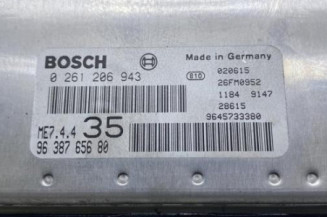 BOSCH
Made in Germany
0 261 206 943
020615
26FM0952
1184 9147
28615
9645733380
ME7.4.4 35
96 387 656 80